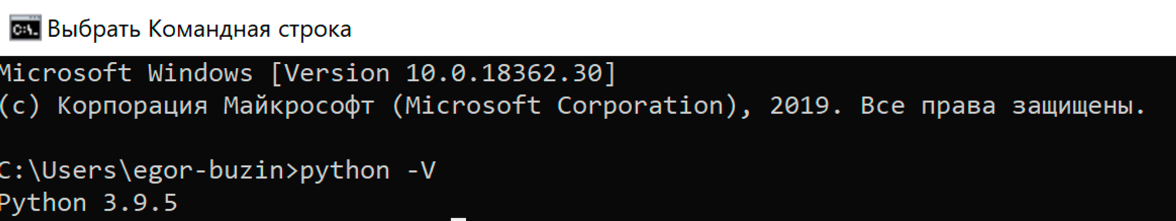 Выбрать Командная строка
Microsoft Windows [Version 10.0.18362.30]
(c) Корпорация Майкрософт (Microsoft Corporation), 2019. Все права защищены.
C:\Users\egor-buzin>python -V
Python 3.9.5